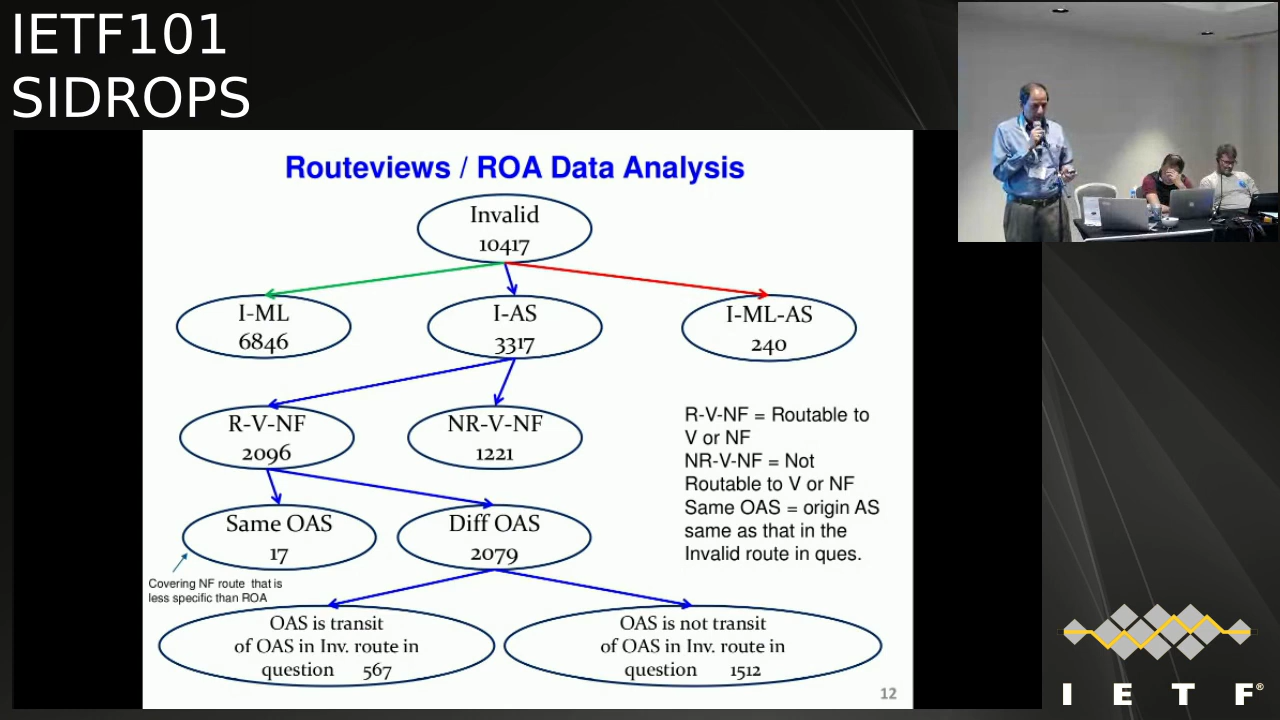 IETF101
SIDROPS
Routeviews / ROA Data Analysis
Invalid
10417
I-ML
6846
I-AS
3317
I-ML-AS
240
R-V-NF
2096
NR-V-NF
1221
R-V-NF = Routable to
V or NF
NR-V-NF = Not
Routable to V or NF
Same OAS = origin AS
same as that in the
Invalid route in ques.
Same OAS
17
Diff OAS
2079
Covering NF route that is
less specific than ROA
OAS is transit
of OAS in Inv. route in
question 567
OAS is not transit
of OAS in Inv. route in
question 1512
12
I E T F®